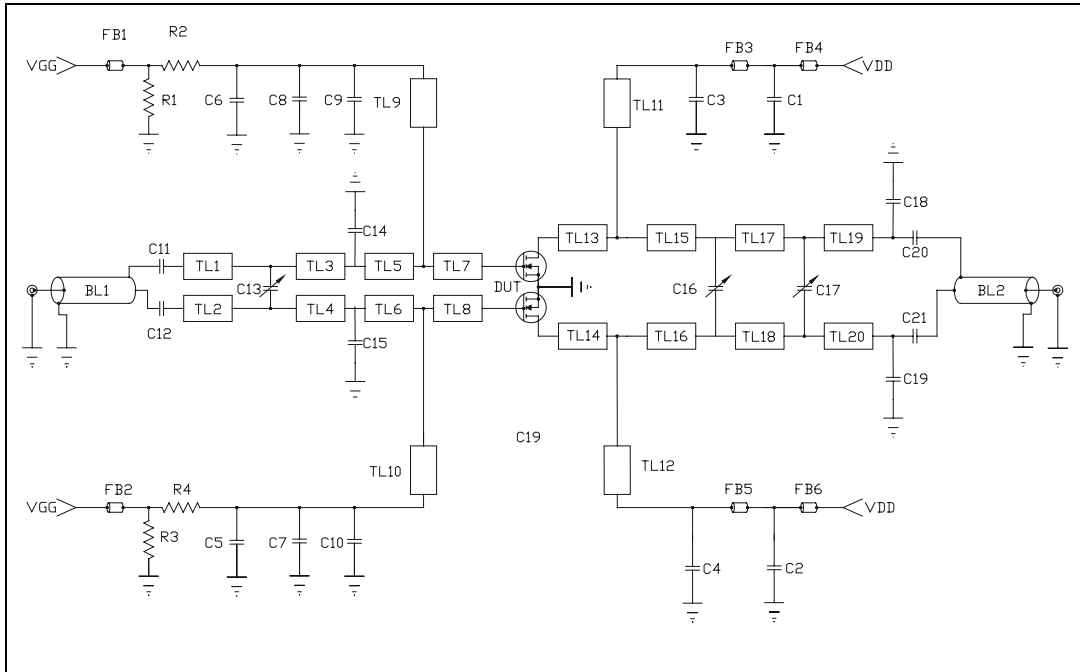 FB1
R2
FB3
FB4
VGG
VDD
R1
C6
C8
C9
TL9
TL11
C3
C1
C14
C18
C11
TL1
TL3
TL5
TL7
TL13
TL15
TL17
TL19
C20
BL1
C13
DUT
C16
C17
BL2
C12
TL2
TL4
TL6
TL8
TL14
TL16
TL18
TL20
C21
C15
C19
C19
TL10
TL12
FB2
R4
FB5
FB6
VGG
VDD
R3
C5
C7
C10
C4
C2